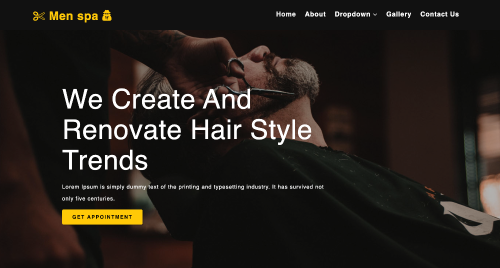 Men spa
Home About Dropdown Gallery Contact Us
We Create And
Renovate Hair Style
Trends
Lorem Ipsum is simply dummy text of the printing and typesetting industry. It has survived not
only five centuries.
GET APPOINTMENT